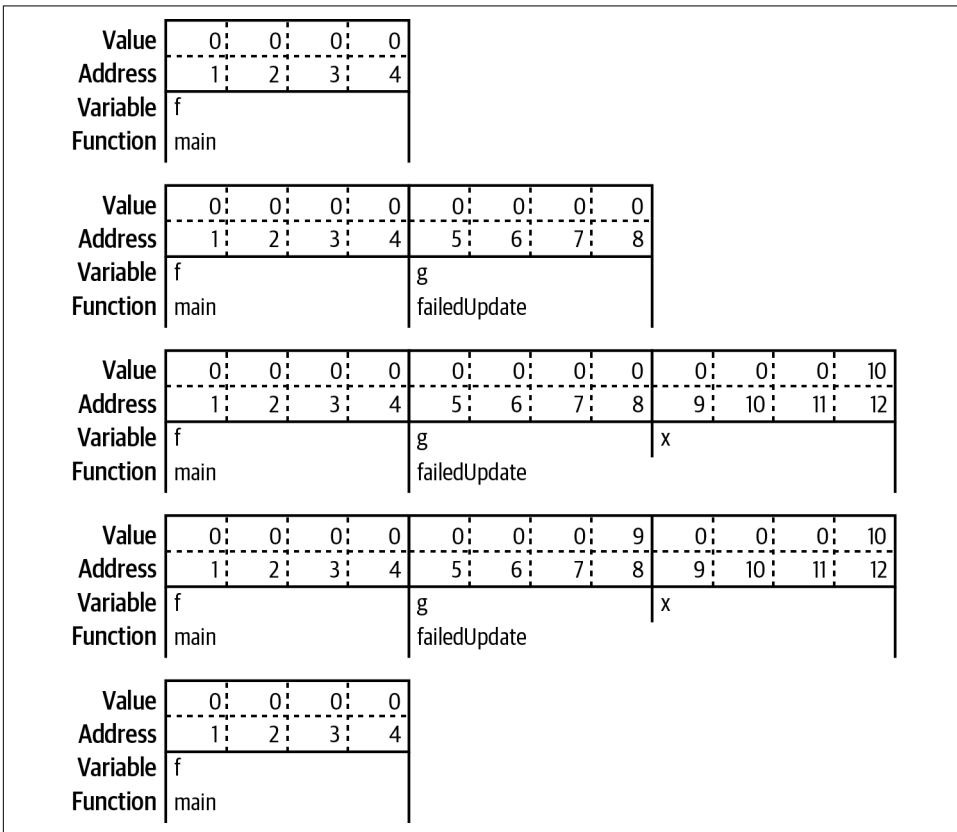 Value 0 0 0 0
Address 1 2 3 4
Variable f
Function main
Value 0 0 0 0 0 0 0 0
Address 1 2 3 4 5 6 7 8
Variable f g
Function main failedUpdate
Value 0 0 0 0 0 0 0 0 0 0 0 10
Address 1 2 3 4 5 6 7 8 9 10 11 12
Variable f g x
Function main failedUpdate
Value 0 0 0 0 0 0 0 9 0 0 0 10
Address 1 2 3 4 5 6 7 8 9 10 11 12
Variable f g x
Function main failedUpdate
Value 0 0 0 0
Address 1 2 3 4
Variable f
Function main